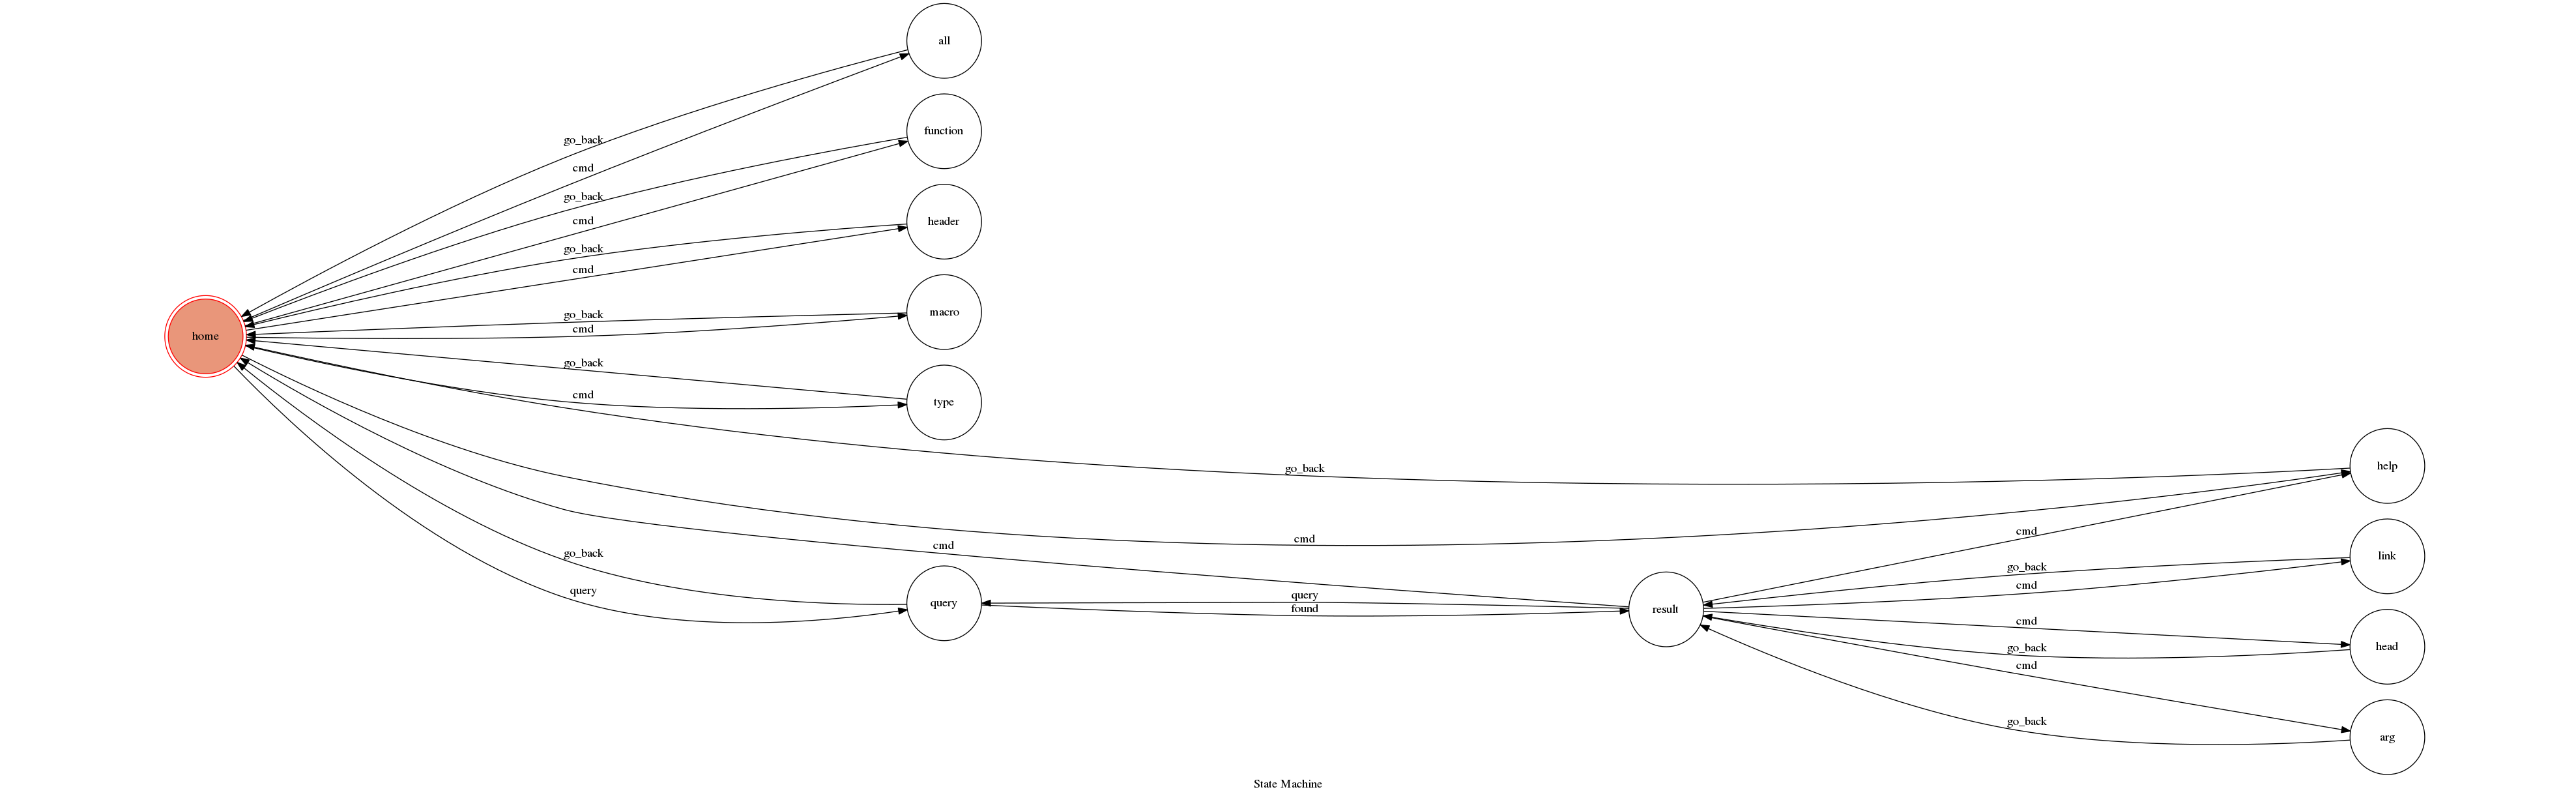 all
function
go_back
cmd
go_back
header
cmd
go_back
cmd
macro
go_back
cmd
home
go_back
cmd
type
go_back
help
cmd
cmd
cmd
go_back
link
go_back
cmd
query
query
query
found
result
cmd
go_back
head
cmd
go_back
arg
State Machine